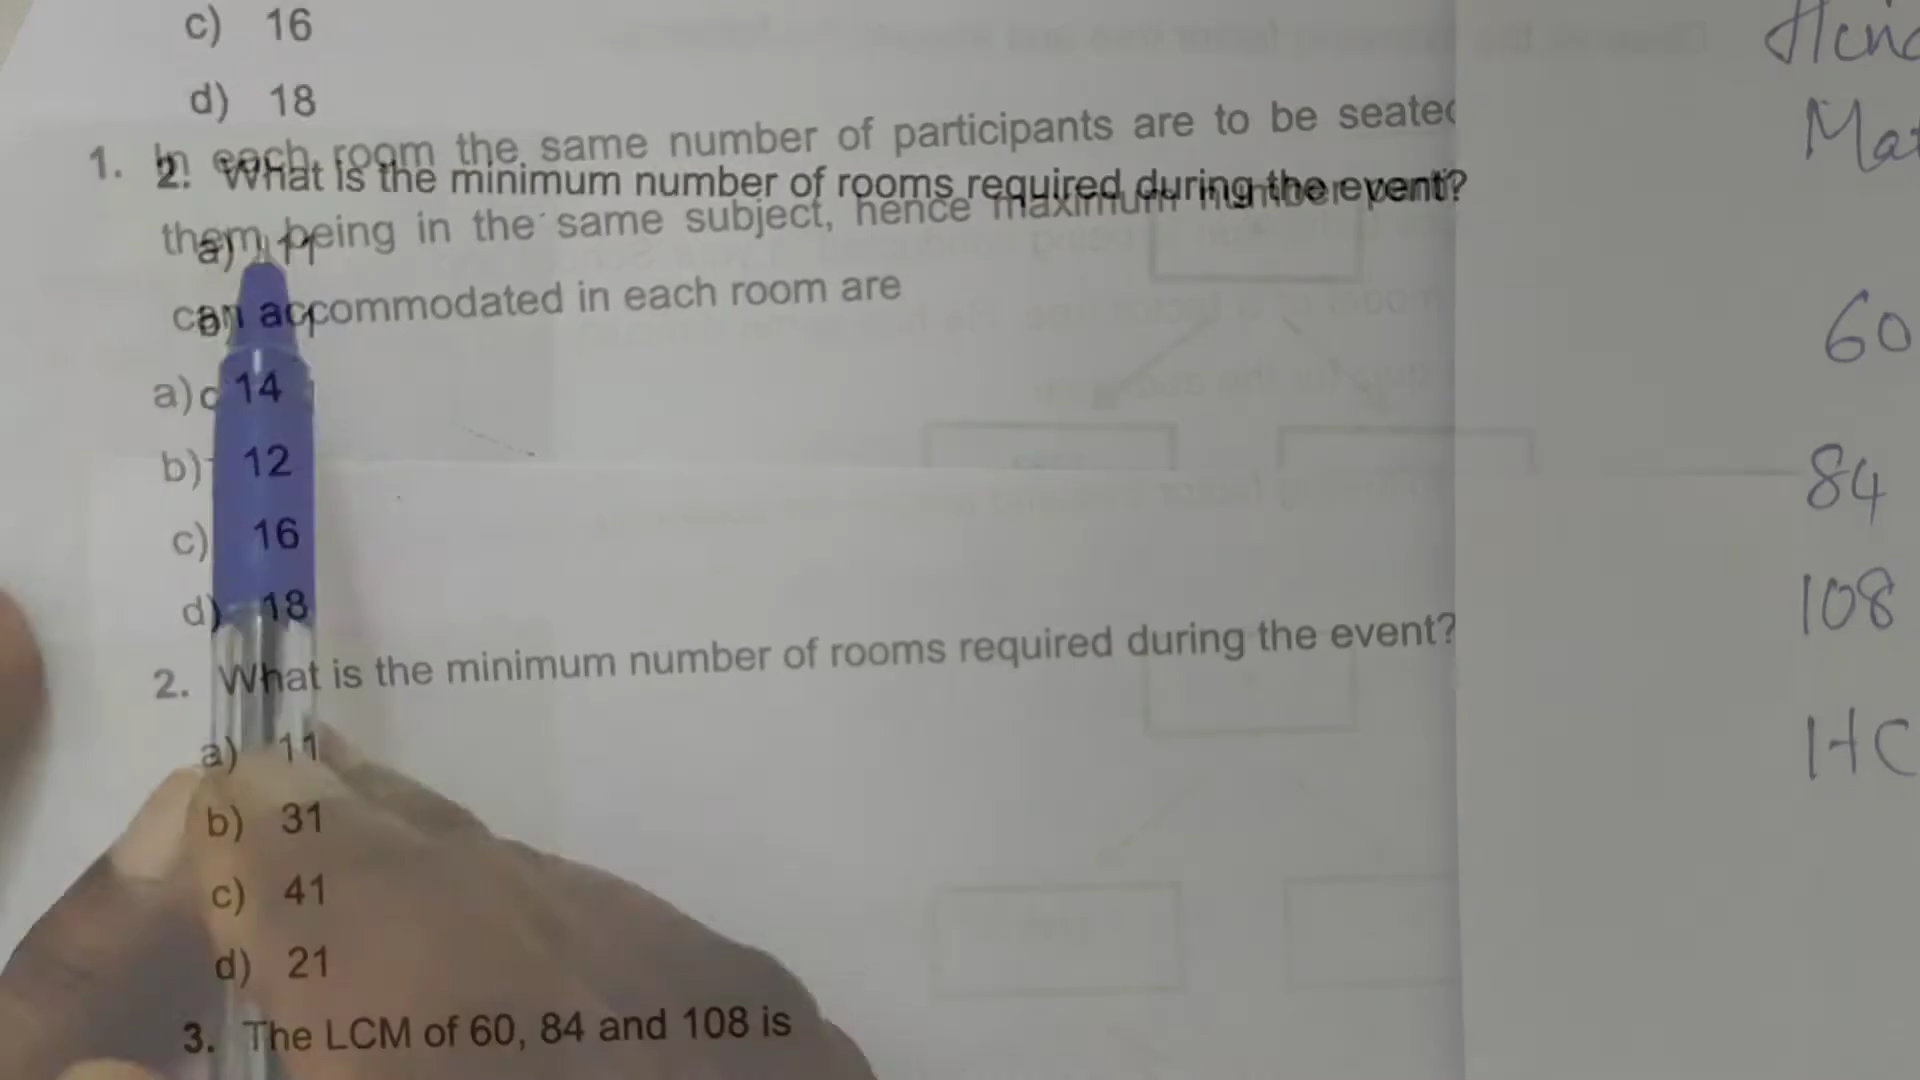 c) 16
d) 18
1. In each room the same number of participants are to be seated
2. What is the minimum number of rooms required during the event?
them being in the same subject, hence maximum number
a) 11
can accommodated in each room are
a) 14
b) 12
c) 16
d) 18
2. What is the minimum number of rooms required during the event?
a) 11
b) 31
c) 41
d) 21
3. The LCM of 60, 84 and 108 is
60
84
108
HC